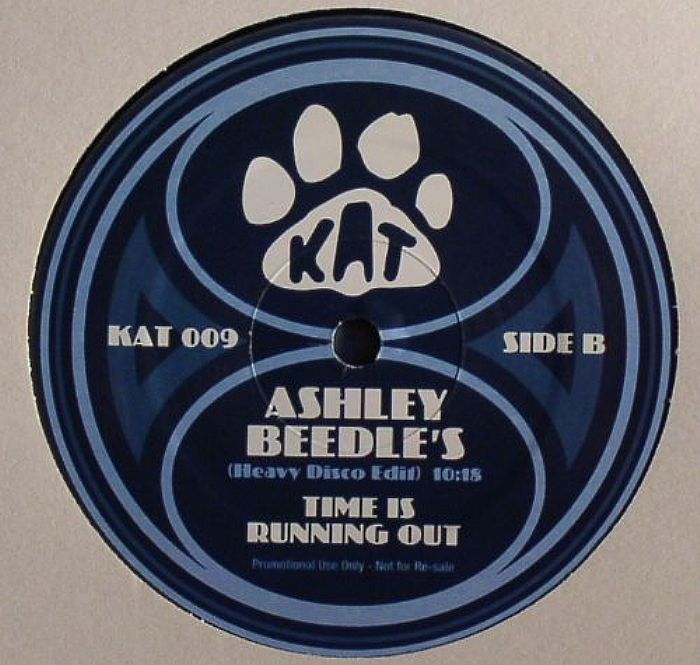 KAT
KAT 009
SIDE B
ASHLEY
BEEDLE'S
(Heavy Disco Edit) 10:18
TIME IS
RUNNING OUT
Promotional Use Only - Not for Re-sale